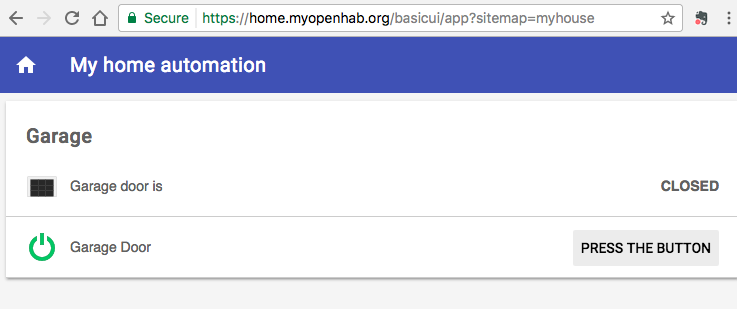 Secure https://home.myopenhab.org/basicui/app?sitemap=myhouse
My home automation
Garage
Garage door is CLOSED
Garage Door PRESS THE BUTTON